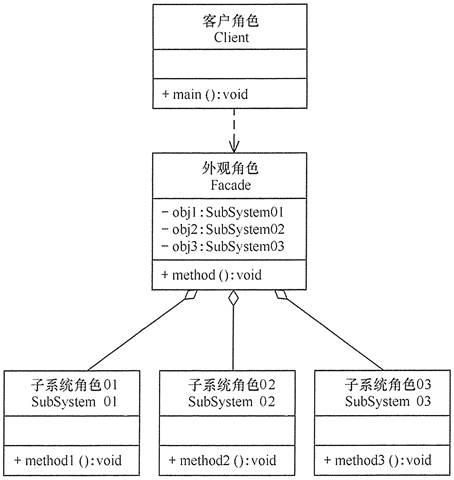 客户角色
Client
+ main ():void
外观角色
Facade
- obj1:SubSystem01
- obj2:SubSystem02
- obj3:SubSystem03
+ method ():void
子系统角色01
SubSystem 01
+ method1 ():void
子系统角色02
SubSystem 02
+ method2 ():void
子系统角色03
SubSystem 03
+ method3 ():void